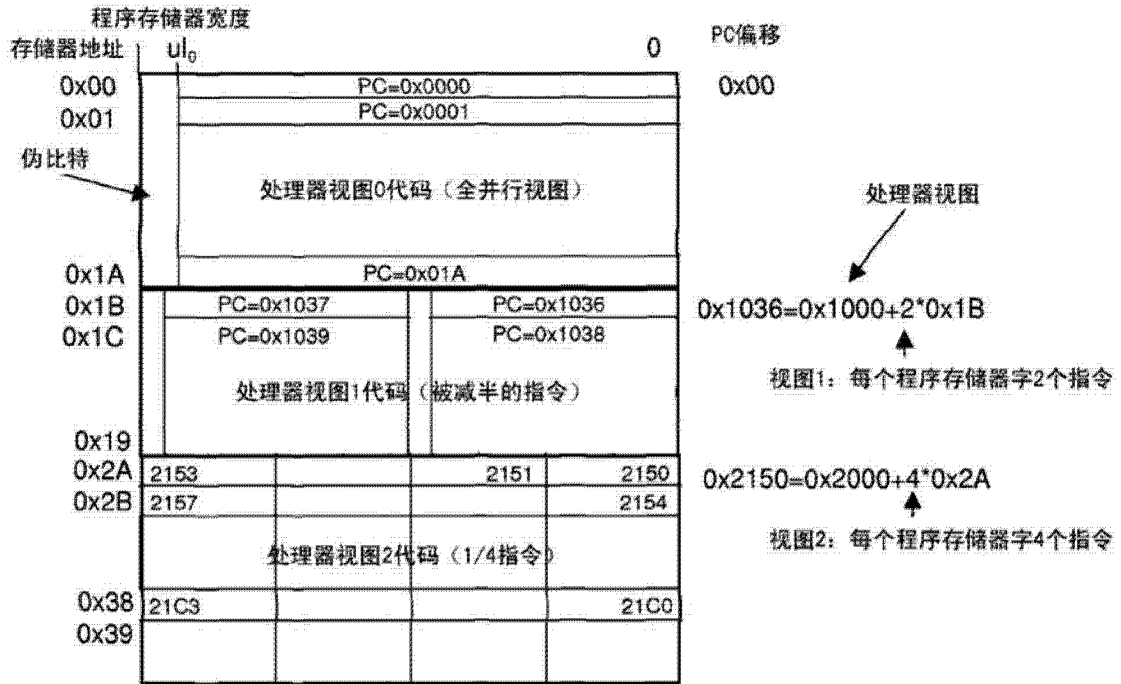 程序存储器宽度
存储器地址 ul₀ 0 PC偏移
0x00 PC=0x0000 0x00
0x01 PC=0x0001
伪比特
处理器视图0代码（全并行视图）
处理器视图
0x1A PC=0x01A
0x1B PC=0x1037 PC=0x1036 0x1036=0x1000+2*0x1B
0x1C PC=0x1039 PC=0x1038
视图1：每个程序存储器字2个指令
处理器视图1代码（被减半的指令）
0x19
0x2A 2153 2151 2150 0x2150=0x2000+4*0x2A
0x2B 2157 2154
视图2：每个程序存储器字4个指令
处理器视图2代码（1/4指令）
0x38 21C3 21C0
0x39